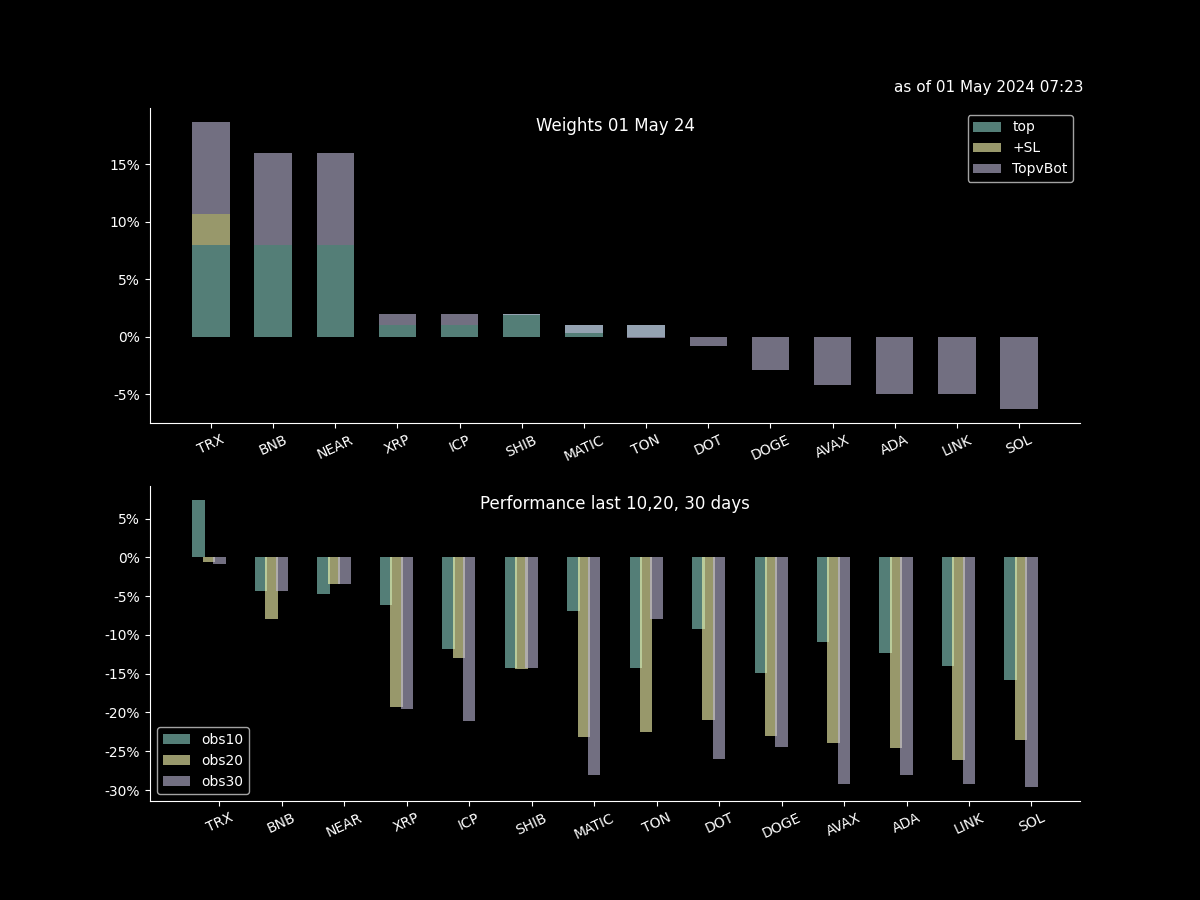 as of 01 May 2024 07:23
Weights 01 May 24
top
+SL
TopvBot
15%
10%
5%
0%
-5%
TRX BNB NEAR XRP ICP SHIB MATIC TON DOT DOGE AVAX ADA LINK SOL
Performance last 10,20, 30 days
5%
0%
-5%
-10%
-15%
-20%
-25%
-30%
obs10
obs20
obs30
TRX BNB NEAR XRP ICP SHIB MATIC TON DOT DOGE AVAX ADA LINK SOL